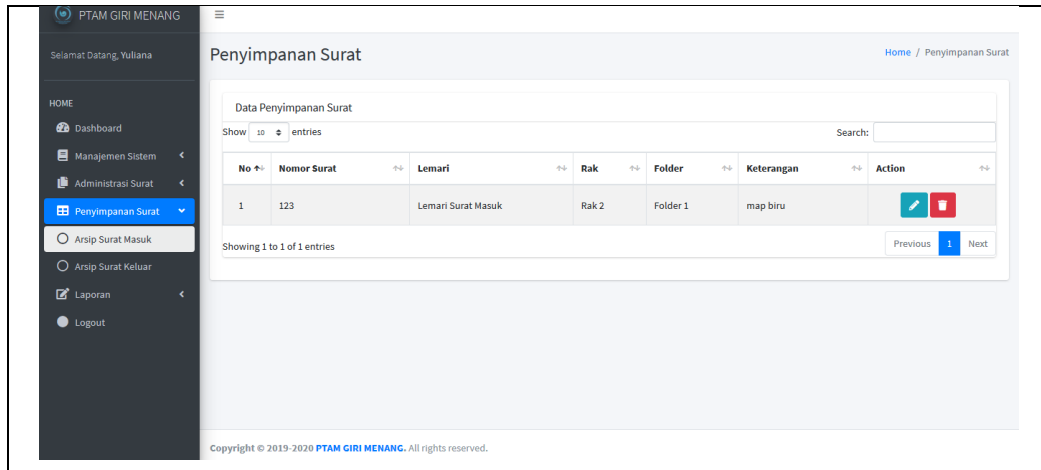 PTAM GIRI MENANG
Selamat Datang, Yuliana
HOME
Dashboard
Manajemen Sistem
Administrasi Surat
Penyimpanan Surat
Arsip Surat Masuk
Arsip Surat Keluar
Laporan
Logout
Penyimpanan Surat
Home / Penyimpanan Surat
Data Penyimpanan Surat
Show 10 entries
Search:
No Nomor Surat Lemari Rak Folder Keterangan Action
1 123 Lemari Surat Masuk Rak 2 Folder 1 map biru
Showing 1 to 1 of 1 entries
Previous 1 Next
Copyright © 2019-2020 PTAM GIRI MENANG. All rights reserved.